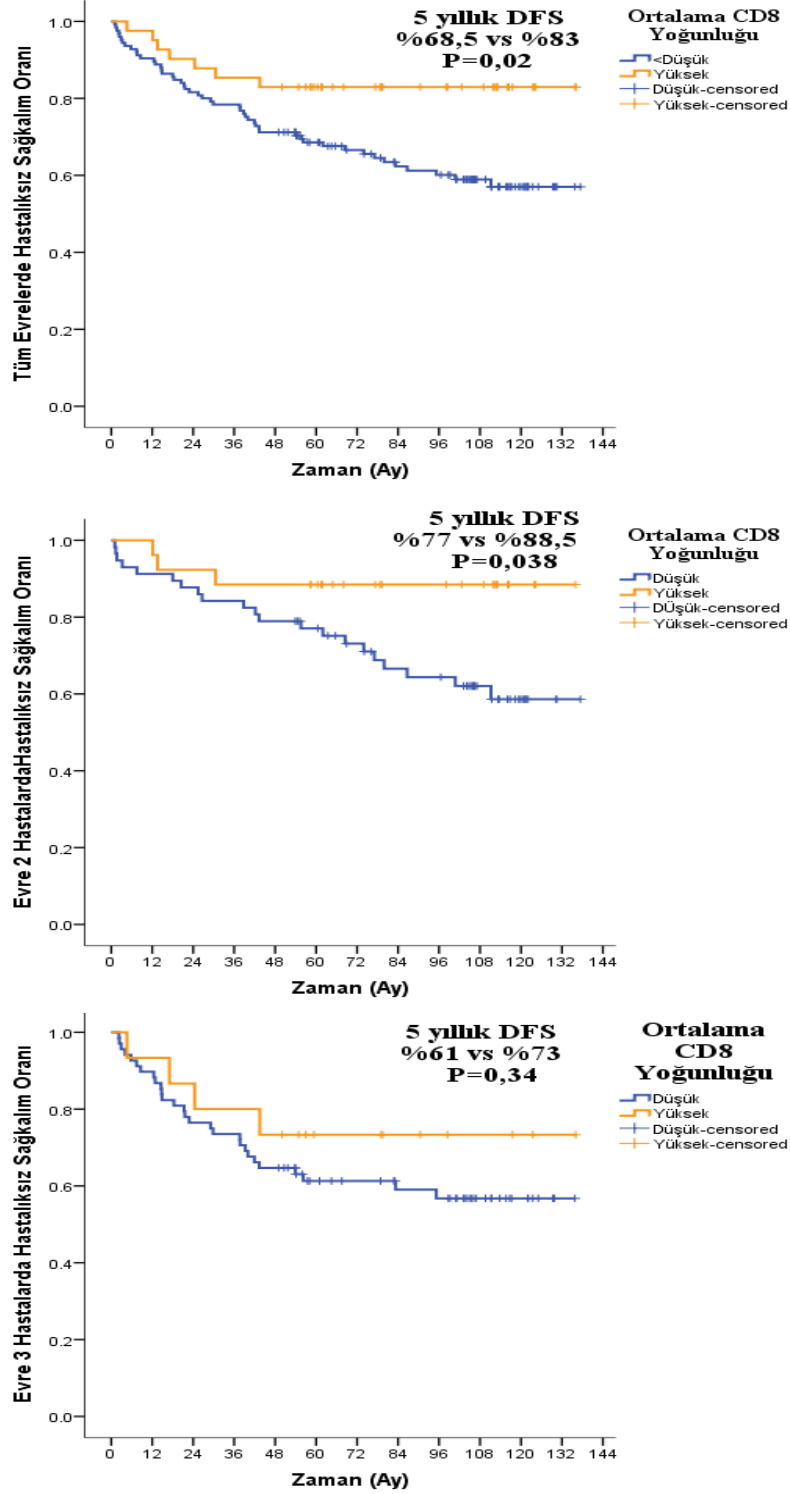 5 yıllık DFS
%68,5 vs %83
P=0,02
Ortalama CD8
Yoğunluğu
<Düşük
Yüksek
Düşük-censored
Yüksek-censored
Tüm Evrelerde Hastalıksız Sağkalım Oranı
1.0
0.8
0.6
0.4
0.2
0.0
0 12 24 36 48 60 72 84 96 108 120 132 144
Zaman (Ay)
5 yıllık DFS
%77 vs %88,5
P=0,038
Ortalama CD8
Yoğunluğu
Düşük
Yüksek
DÜşük-censored
Yüksek-censored
Evre 2 HastalardaHastalıksız Sağkalım Oranı
1.0
0.8
0.6
0.4
0.2
0.0
0 12 24 36 48 60 72 84 96 108 120 132 144
Zaman (Ay)
5 yıllık DFS
%61 vs %73
P=0,34
Ortalama
CD8
Yoğunluğu
Düşük
Yüksek
Düşük-censored
Yüksek-censored
Evre 3 Hastalarda Hastalıksız Sağkalım Oranı
1.0
0.8
0.6
0.4
0.2
0.0
0 12 24 36 48 60 72 84 96 108 120 132 144
Zaman (Ay)